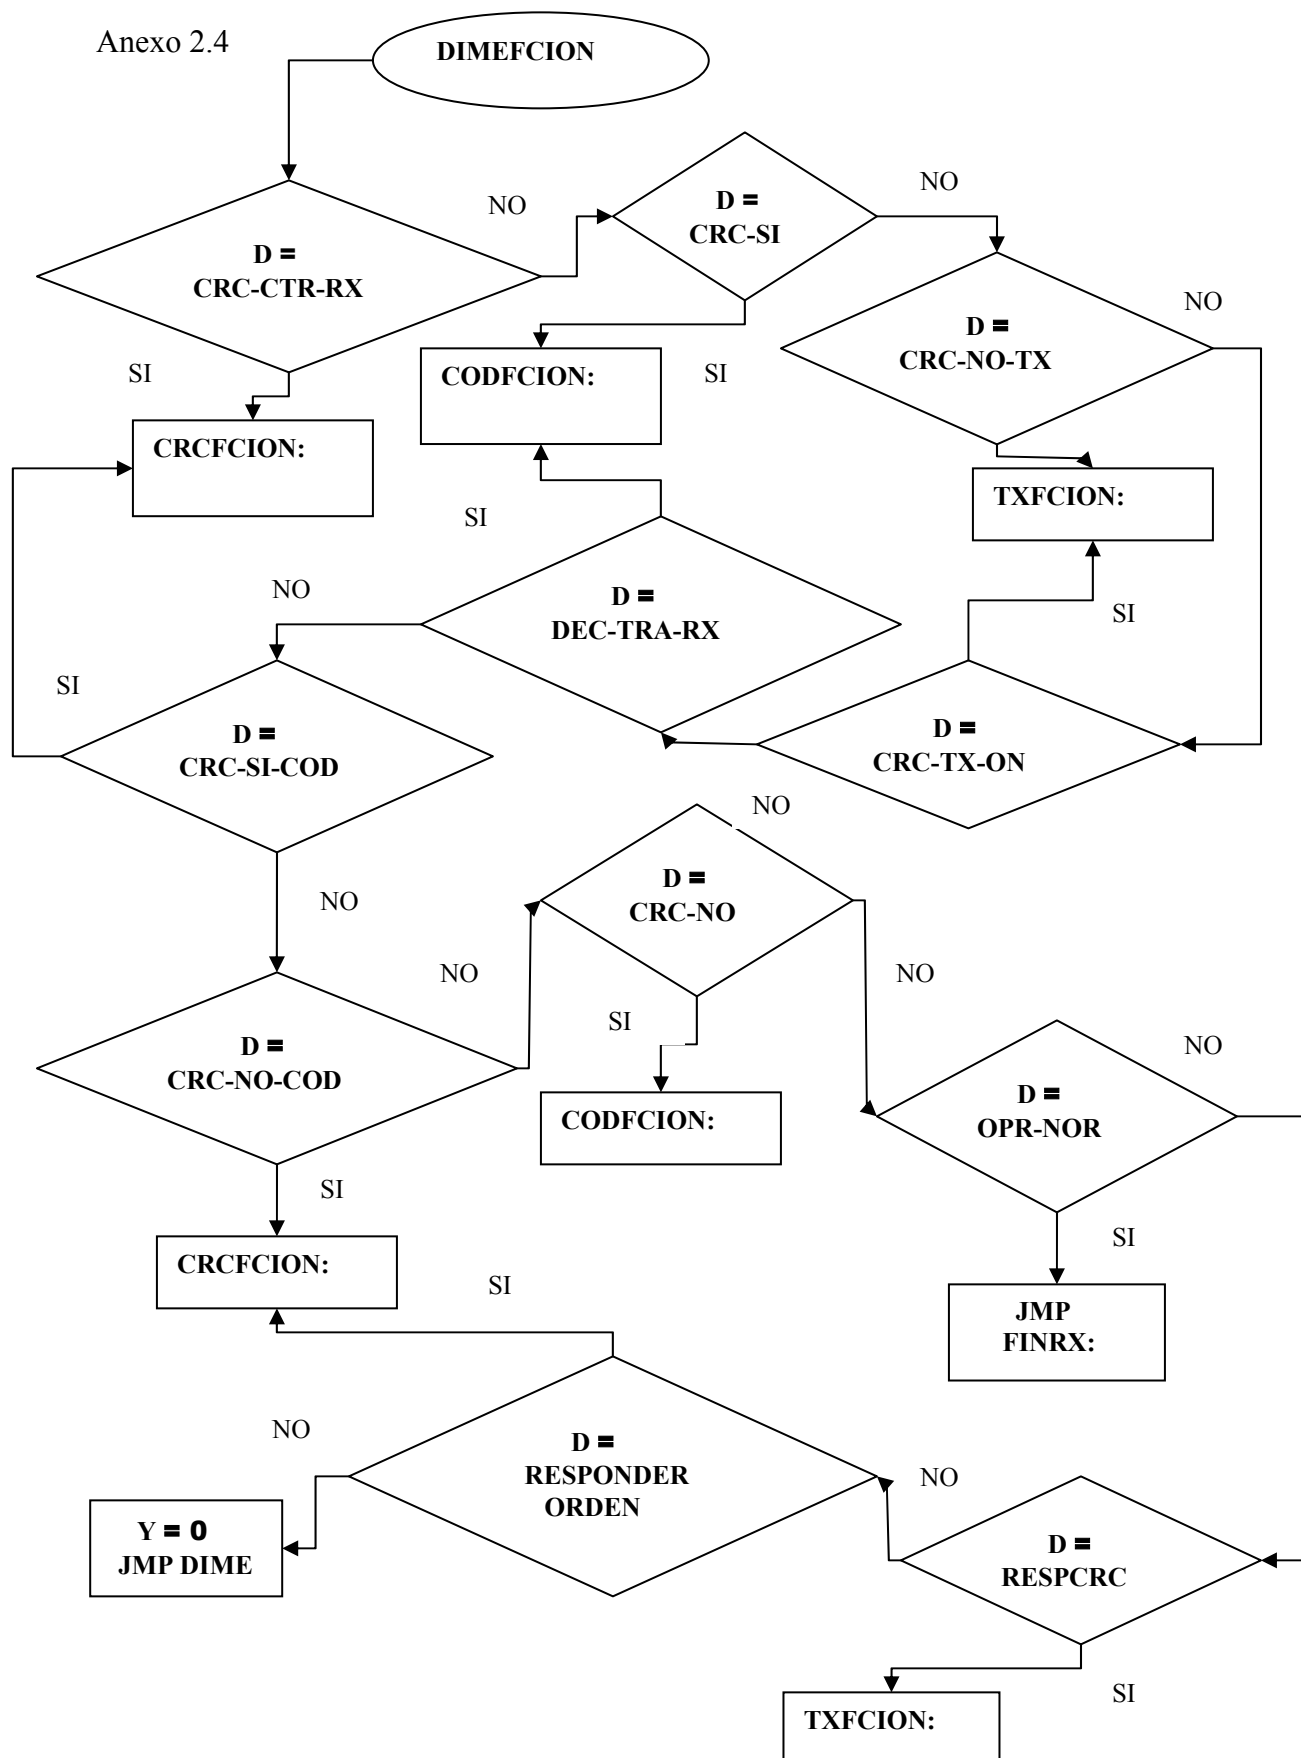 Anexo 2.4
DIMEFCION
NO
D =
CRC-SI
NO
D =
CRC-CTR-RX
NO
D =
CRC-NO-TX
SI
CODFCION:
SI
CRCFCION:
TXFCION:
SI
NO
D =
DEC-TRA-RX
SI
SI
D =
CRC-SI-COD
D =
CRC-TX-ON
NO
D =
CRC-NO
NO
NO
NO
SI
D =
CRC-NO-COD
NO
D =
OPR-NOR
CODFCION:
SI
SI
CRCFCION:
SI
JMP
FINRX:
NO
D =
RESPONDER
ORDEN
NO
Y = 0
JMP DIME
D =
RESPCRC
SI
TXFCION: